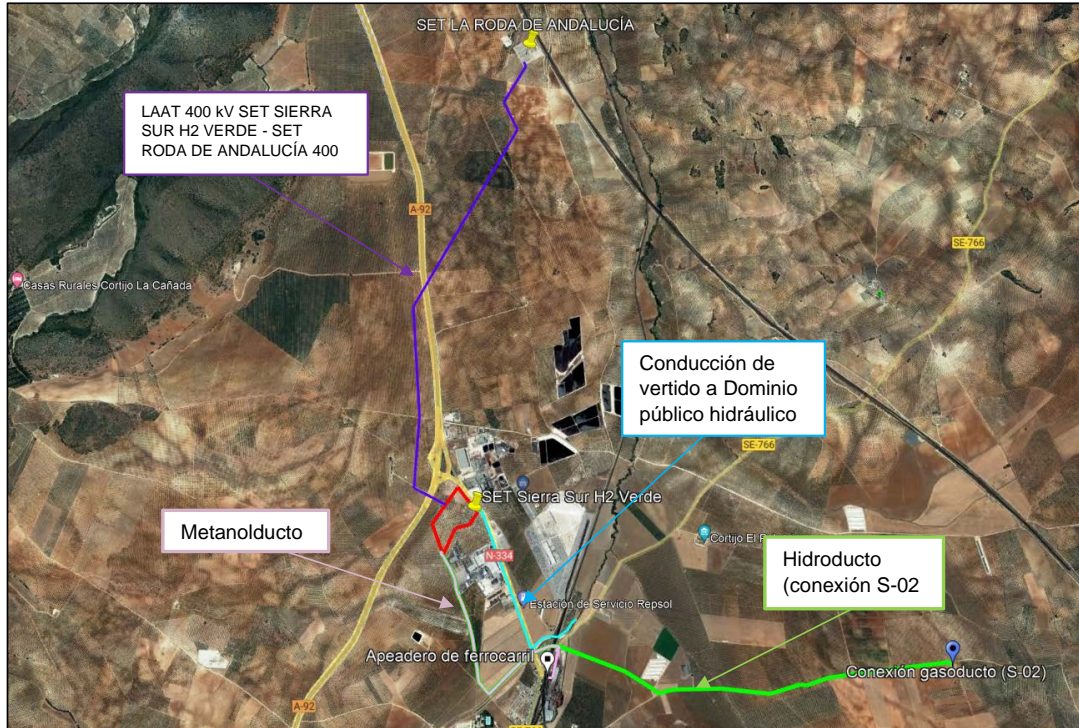 SET LA RODA DE ANDALUCÍA
LAAT 400 kV SET SIERRA
SUR H2 VERDE - SET
RODA DE ANDALUCÍA 400
A-92
SE-766
Casas Rurales Cortijo La Cañada
Conducción de
vertido a Dominio
público hidráulico
SE-766
SET Sierra Sur H2 Verde
Metanolducto
N-334
Cortijo El
Hidroducto
(conexión S-02
Estación de Servicio Repsol
Apeadero de ferrocarril
Conexión gasoducto (S-02)
A-92